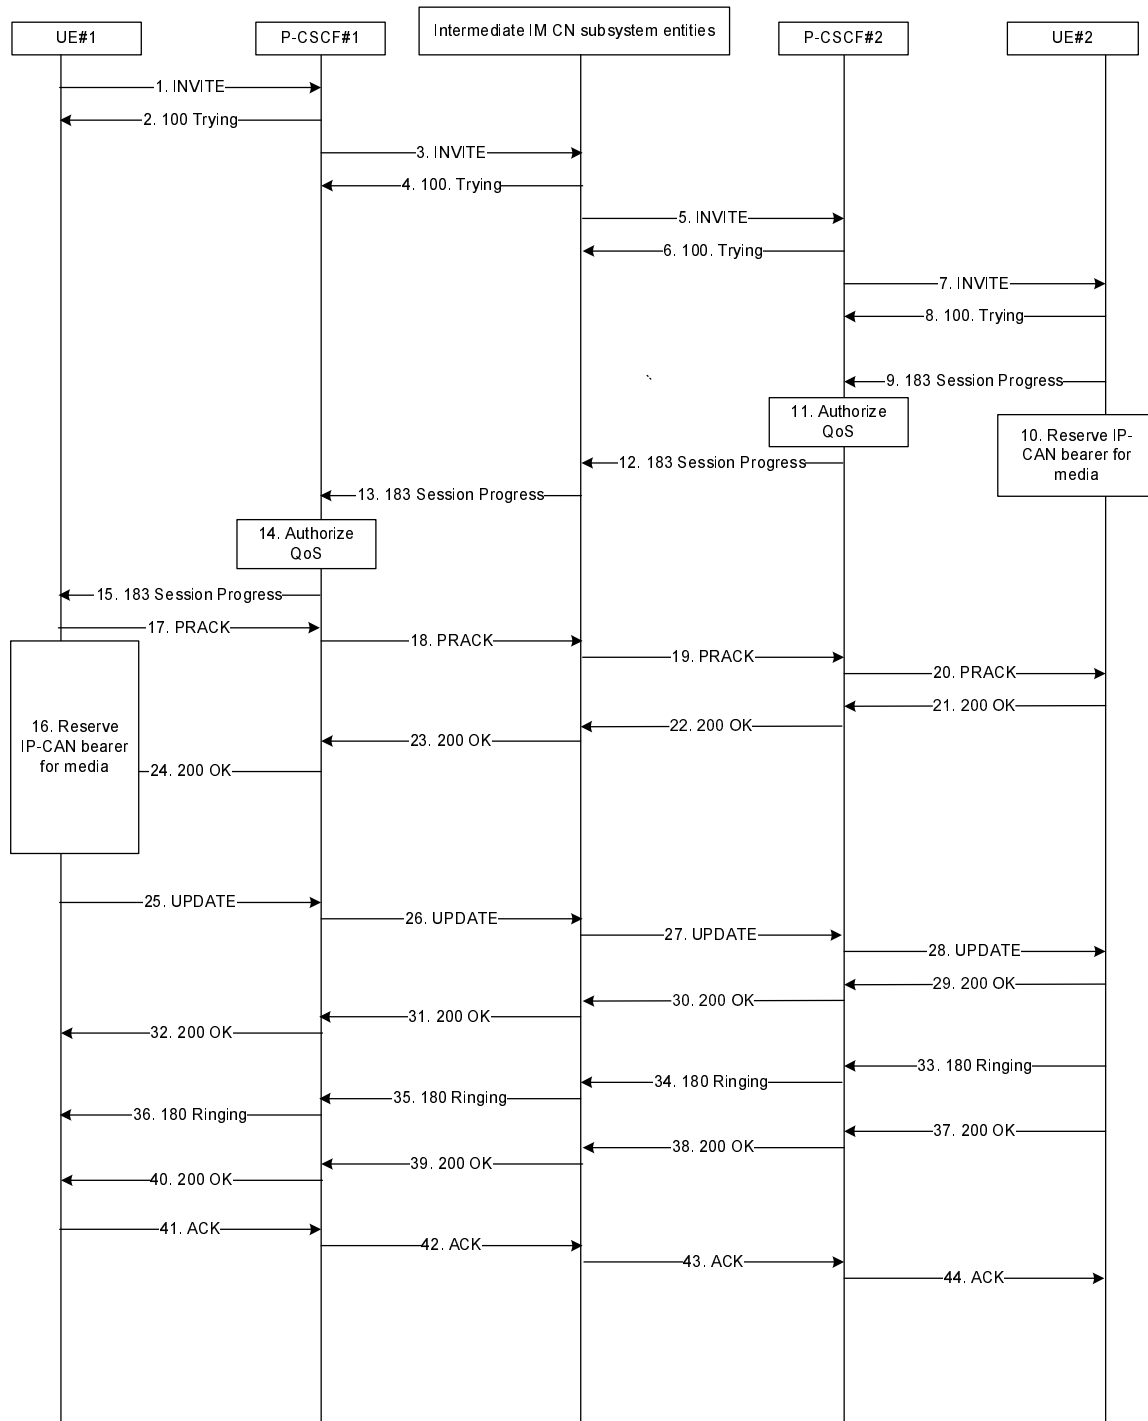 UE#1
P-CSCF#1
Intermediate IM CN subsystem entities
P-CSCF#2
UE#2
1. INVITE
2. 100 Trying
3. INVITE
4. 100. Trying
5. INVITE
6. 100. Trying
7. INVITE
8. 100. Trying
9. 183 Session Progress
11. Authorize
QoS
10. Reserve IP-
CAN bearer for
media
12. 183 Session Progress
13. 183 Session Progress
14. Authorize
QoS
15. 183 Session Progress
17. PRACK
18. PRACK
19. PRACK
20. PRACK
21. 200 OK
22. 200 OK
23. 200 OK
16. Reserve
IP-CAN bearer
for media
24. 200 OK
25. UPDATE
26. UPDATE
27. UPDATE
28. UPDATE
29. 200 OK
30. 200 OK
31. 200 OK
32. 200 OK
33. 180 Ringing
34. 180 Ringing
35. 180 Ringing
36. 180 Ringing
37. 200 OK
38. 200 OK
39. 200 OK
40. 200 OK
41. ACK
42. ACK
43. ACK
44. ACK